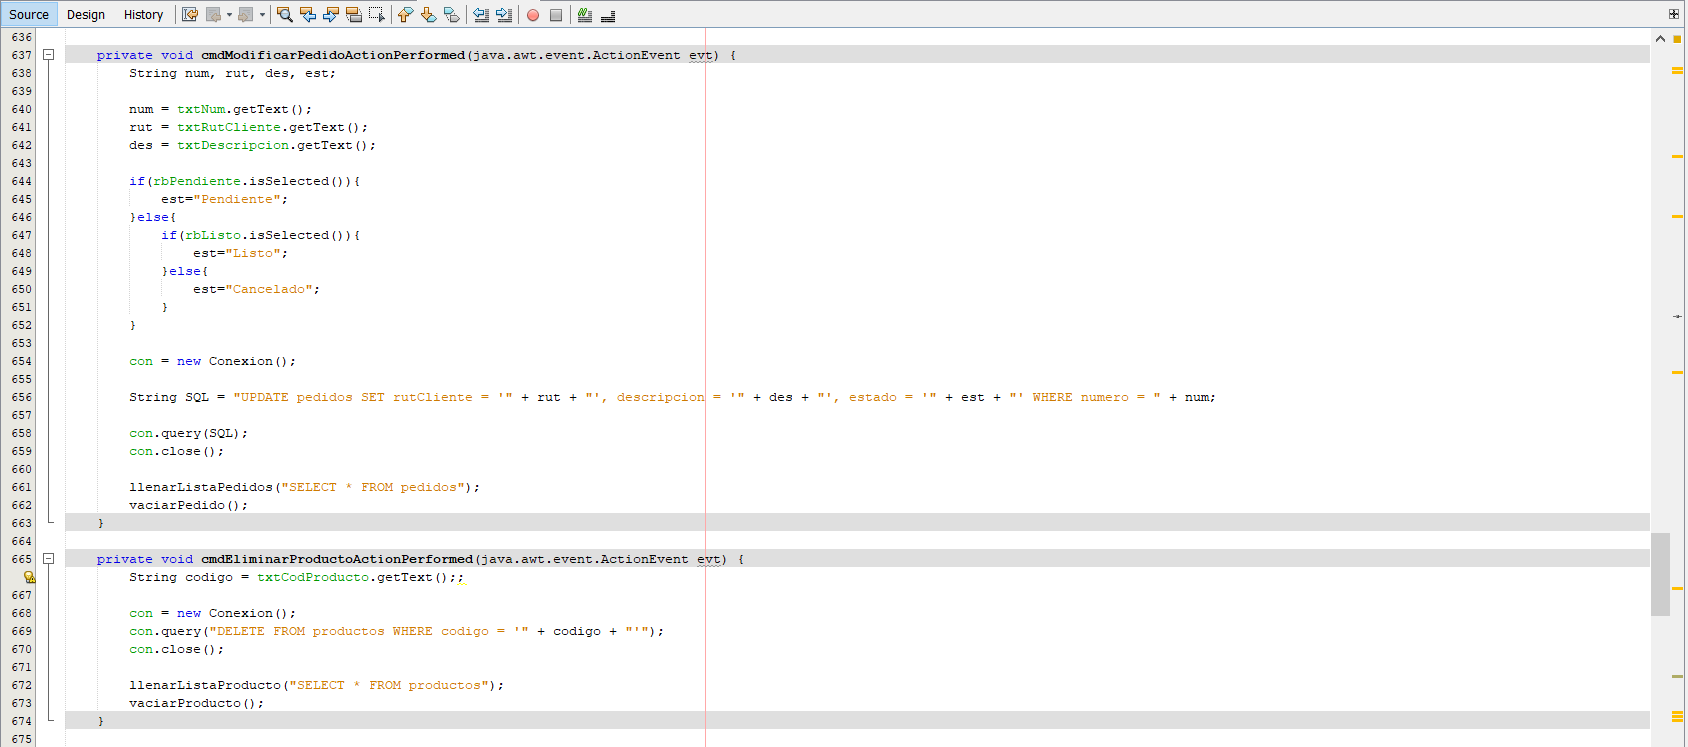 Source Design History
636
637 private void cmdModificarPedidoActionPerformed(java.awt.event.ActionEvent evt) {
638 String num, rut, des, est;
639
640 num = txtNum.getText();
641 rut = txtRutCliente.getText();
642 des = txtDescripcion.getText();
643
644 if(rbPendiente.isSelected()){
645 est="Pendiente";
646 }else{
647 if(rbListo.isSelected()){
648 est="Listo";
649 }else{
650 est="Cancelado";
651 }
652 }
653
654 con = new Conexion();
655
656 String SQL = "UPDATE pedidos SET rutCliente = '" + rut + "', descripcion = '" + des + "', estado = '" + est + "' WHERE numero = " + num;
657
658 con.query(SQL);
659 con.close();
660
661 llenarListaPedidos("SELECT * FROM pedidos");
662 vaciarPedido();
663 }
664
665 private void cmdEliminarProductoActionPerformed(java.awt.event.ActionEvent evt) {
String codigo = txtCodProducto.getText();;
667
668 con = new Conexion();
669 con.query("DELETE FROM productos WHERE codigo = '" + codigo + "'");
670 con.close();
671
672 llenarListaProducto("SELECT * FROM productos");
673 vaciarProducto();
674 }
675